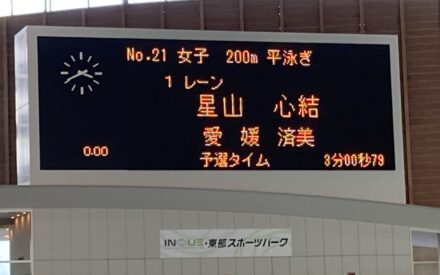 No.21 女子 200m 平泳ぎ
1 レーン
星山 心結
愛媛 済美
0.00
予選タイム 3分00秒79
INOUE・東部スポーツパーク